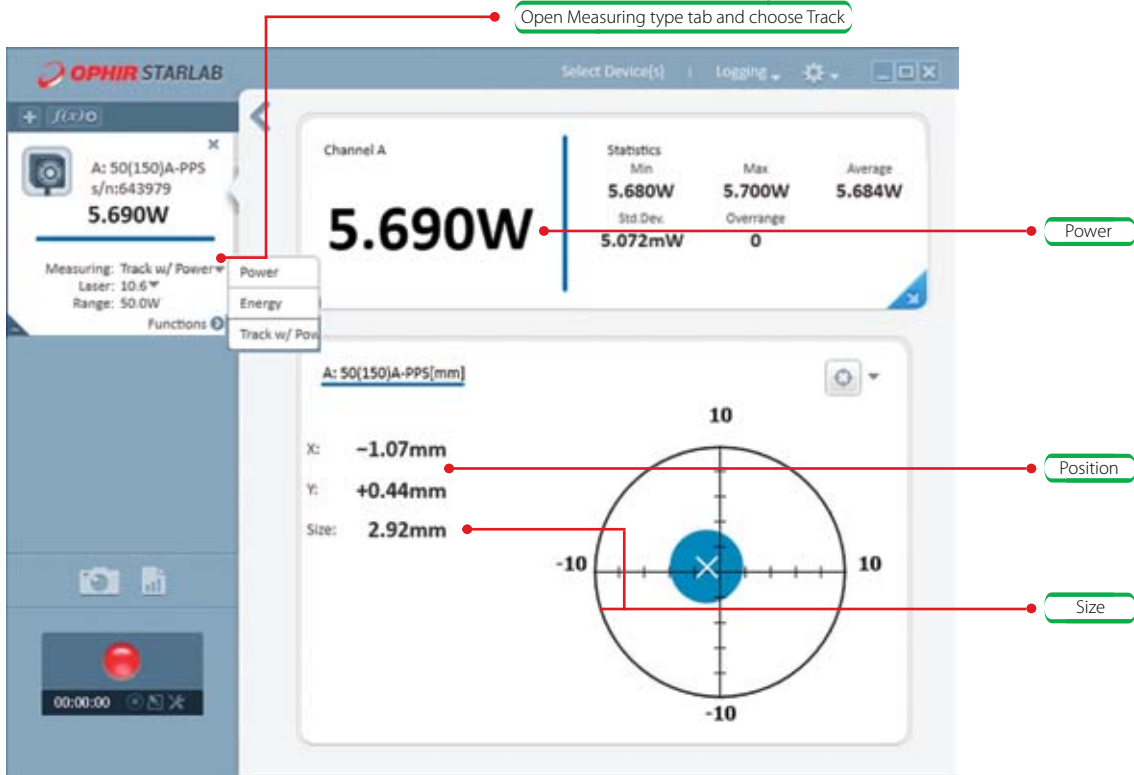 Open Measuring type tab and choose Track
OPHIR STARLAB
Select Device(s) | Logging
f(x)
A: 50(150)A-PPS
s/n:643979
5.690W
Measuring: Track w/ Power
Laser: 10.6
Range: 50.0W
Functions
Power
Energy
Track w/ Pow
Channel A
5.690W
Statistics
Min Max Average
5.680W 5.700W 5.684W
Std.Dev. Overrange
5.072mW 0
Power
A: 50(150)A-PPS[mm]
X: −1.07mm
Y: +0.44mm
Size: 2.92mm
10
-10
10
-10
Position
Size
00:00:00